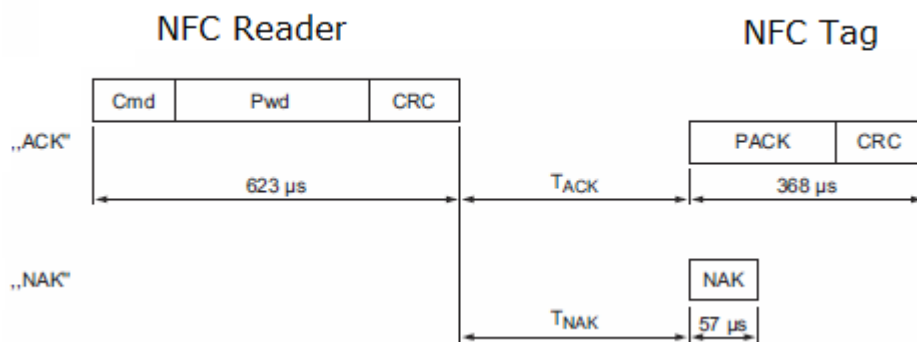 NFC Reader
NFC Tag
Cmd Pwd CRC
„ACK” PACK CRC
623 µs TACK 368 µs
„NAK” NAK
TNAK 57 µs